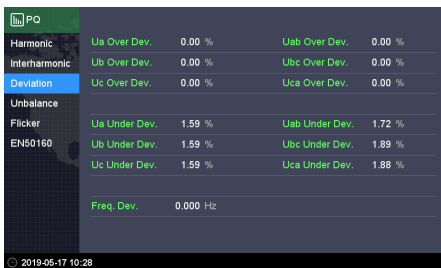 PQ
Harmonic
Interharmonic
Deviation
Unbalance
Flicker
EN50160
Ua Over Dev. 0.00 % Uab Over Dev. 0.00 %
Ub Over Dev. 0.00 % Ubc Over Dev. 0.00 %
Uc Over Dev. 0.00 % Uca Over Dev. 0.00 %
Ua Under Dev. 1.59 % Uab Under Dev. 1.72 %
Ub Under Dev. 1.59 % Ubc Under Dev. 1.89 %
Uc Under Dev. 1.59 % Uca Under Dev. 1.88 %
Freq. Dev. 0.000 Hz
2019-05-17 10:28